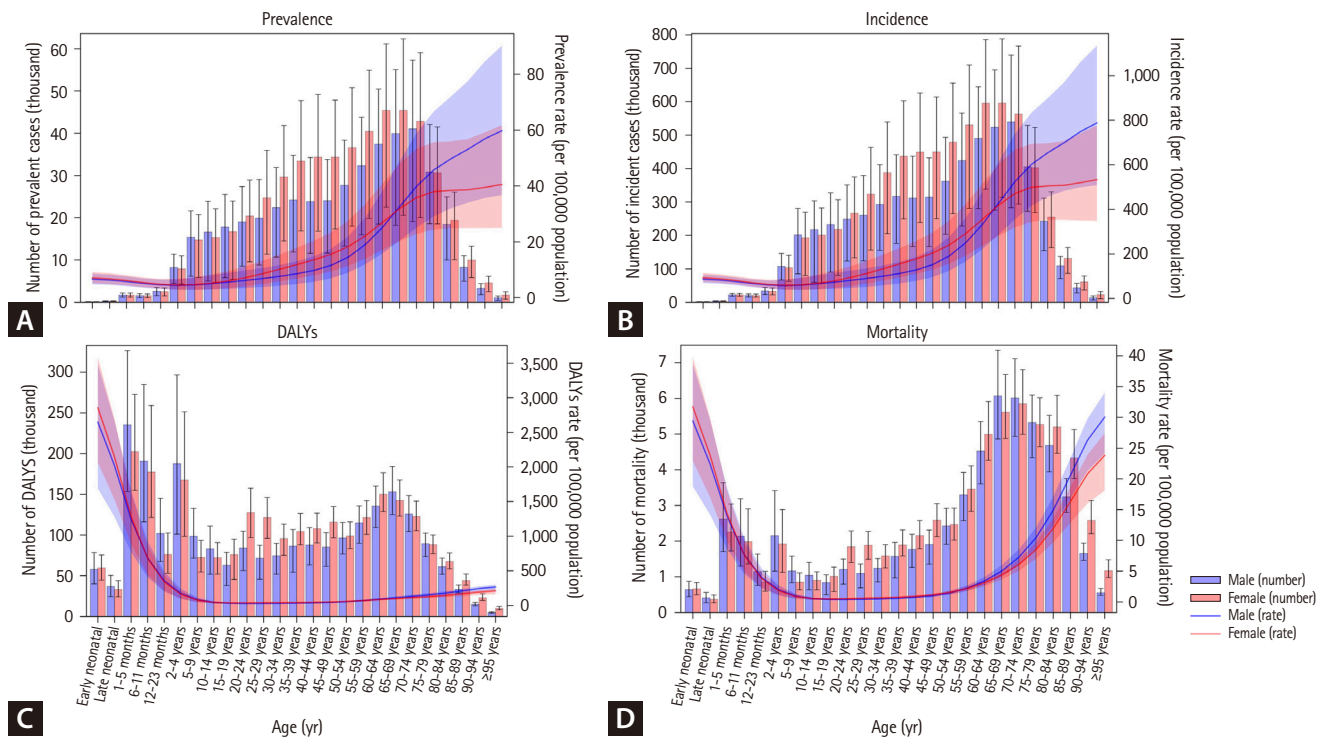 Prevalence
Number of prevalent cases (thousand)
60
50
40
30
20
10
0
80
60
40
20
0
Prevalence rate (per 100,000 population)
A
Incidence
Number of incident cases (thousand)
800
700
600
500
400
300
200
100
0
1,000
800
600
400
200
0
Incidence rate (per 100,000 population)
B
DALYs
Number of DALYS (thousand)
300
250
200
150
100
50
0
3,500
3,000
2,500
2,000
1,500
1,000
500
0
DALYs rate (per 100,000 population)
Early neonatal
Late neonatal
1-5 months
6-11 months
12-23 months
2-4 years
5-9 years
10-14 years
15-19 years
20-24 years
25-29 years
30-34 years
35-39 years
40-44 years
45-49 years
50-54 years
55-59 years
60-64 years
65-69 years
70-74 years
75-79 years
80-84 years
85-89 years
90-94 years
≥95 years
Age (yr)
C
Mortality
Number of mortality (thousand)
7
6
5
4
3
2
1
0
40
35
30
25
20
15
10
5
0
Mortality rate (per 100,000 population)
Early neonatal
Late neonatal
1-5 months
6-11 months
12-23 months
2-4 years
5-9 years
10-14 years
15-19 years
20-24 years
25-29 years
30-34 years
35-39 years
40-44 years
45-49 years
50-54 years
55-59 years
60-64 years
65-69 years
70-74 years
75-79 years
80-84 years
85-89 years
90-94 years
≥95 years
Age (yr)
D
Male (number)
Female (number)
Male (rate)
Female (rate)